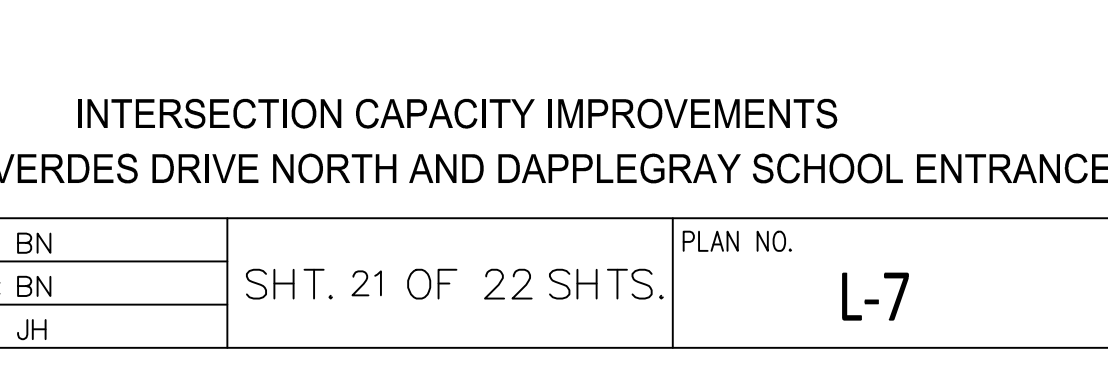 INTERSECTION CAPACITY IMPROVEMENTS
VERDES DRIVE NORTH AND DAPPLEGRAY SCHOOL ENTRANCE
BN
BN
JH
SHT. 21 OF 22 SHTS.
PLAN NO.
L-7